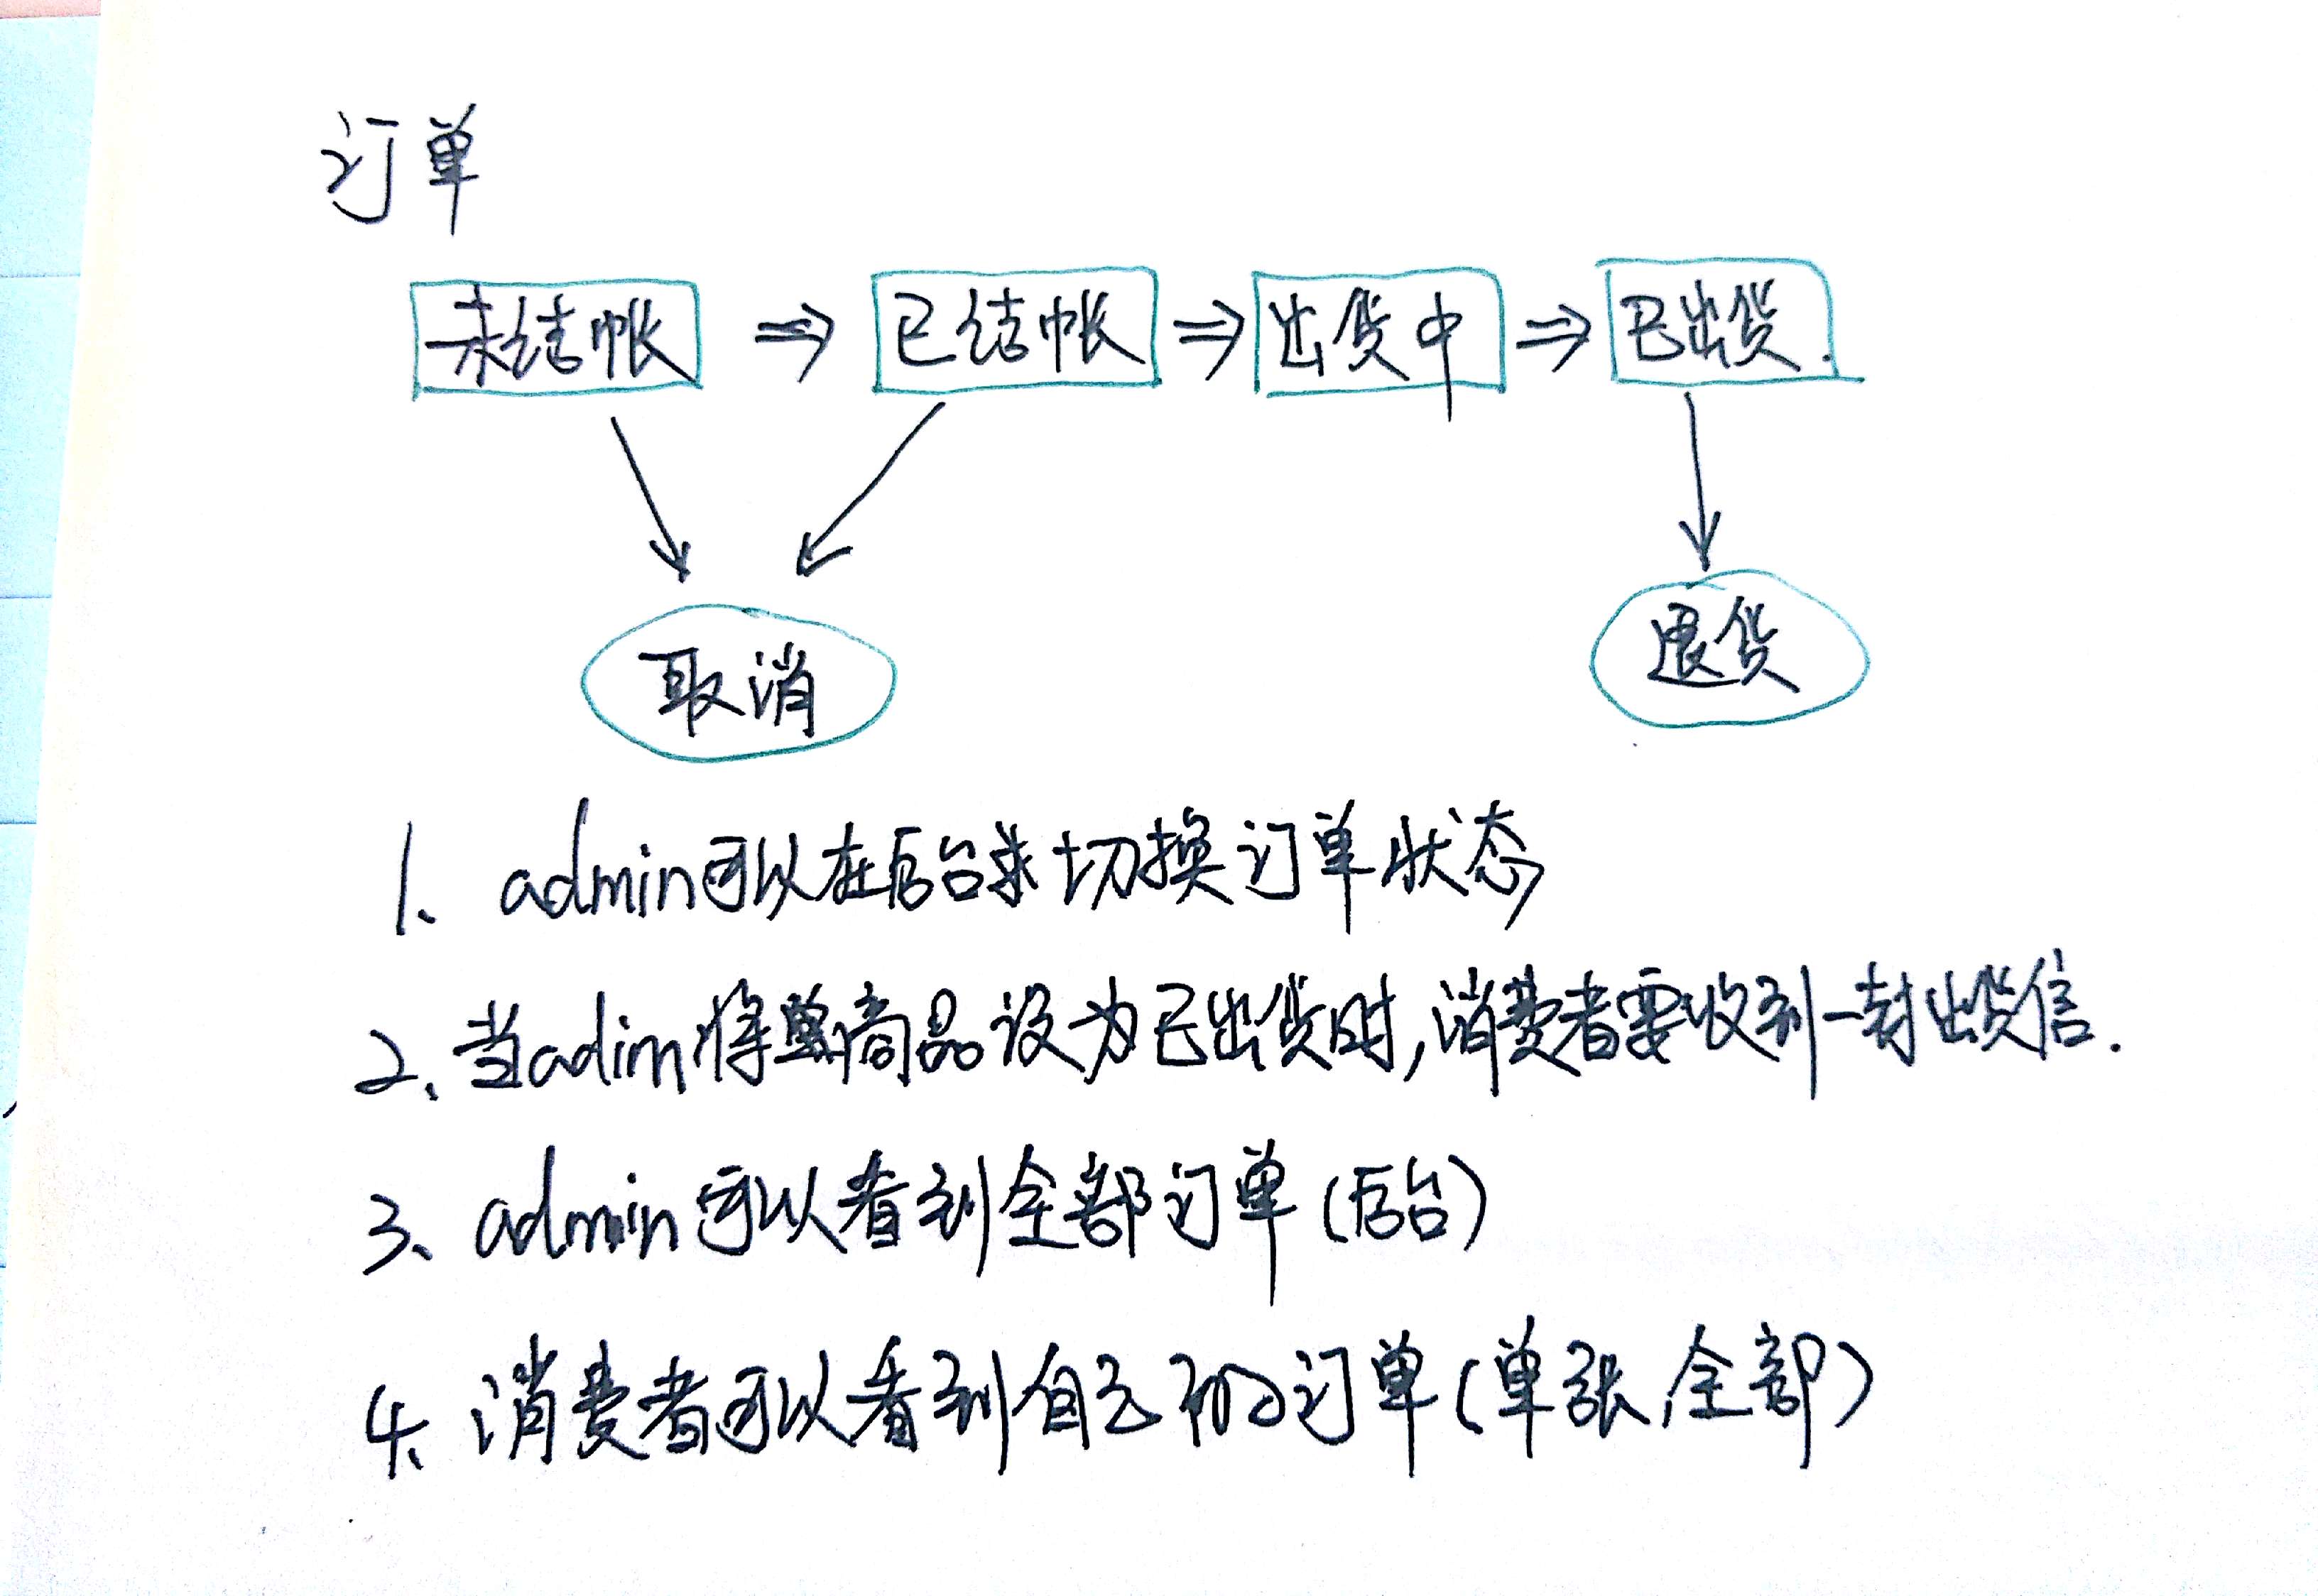 订单
未结帐 ⇒ 已结帐 ⇒ 出货中 ⇒ 已出货.
取消 退货
1、admin可以在后台来切换订单状态
2、当adim将商品设为已出货时,消费者需要收到一封出货信.
3、admin可以看到全部订单(后台)
4、消费者可以看到自己的订单(单张,全部)